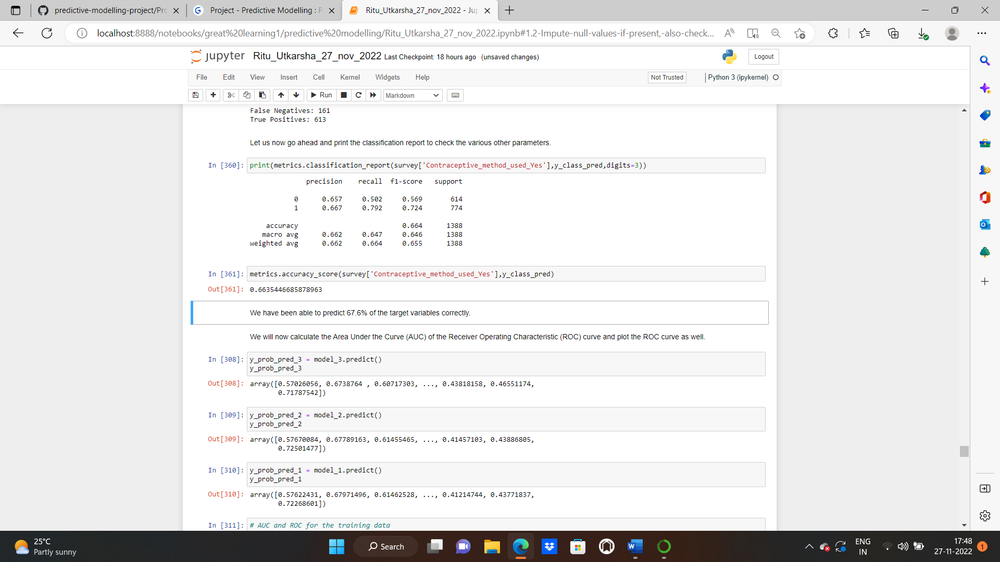 predictive-modelling-project/Pro
Project - Predictive Modelling : P
Ritu_Utkarsha_27_nov_2022 - Jup
localhost:8888/notebooks/great%20learning1/predictive%20modelling/Ritu_Utkarsha_27_nov_2022.ipynb#1.2-Impute-null-values-if-present,-also-check...
jupyter Ritu_Utkarsha_27_nov_2022 Last Checkpoint: 18 hours ago (unsaved changes)
Logout
File Edit View Insert Cell Kernel Widgets Help
Not Trusted
Python 3 (ipykernel)
Run
Markdown
False Negatives: 161
True Positives: 613
Let us now go ahead and print the classification report to check the various other parameters.
In [360]: print(metrics.classification_report(survey['Contraceptive_method_used_Yes'],y_class_pred,digits=3))
precision recall f1-score support
0 0.657 0.502 0.569 614
1 0.667 0.792 0.724 774
accuracy 0.664 1388
macro avg 0.662 0.647 0.646 1388
weighted avg 0.662 0.664 0.655 1388
In [361]: metrics.accuracy_score(survey['Contraceptive_method_used_Yes'],y_class_pred)
Out[361]: 0.6635446685878963
We have been able to predict 67.6% of the target variables correctly.
We will now calculate the Area Under the Curve (AUC) of the Receiver Operating Characteristic (ROC) curve and plot the ROC curve as well.
In [308]: y_prob_pred_3 = model_3.predict()
y_prob_pred_3
Out[308]: array([0.57026056, 0.6738764 , 0.60717303, ..., 0.43818158, 0.46551174,
0.71787542])
In [309]: y_prob_pred_2 = model_2.predict()
y_prob_pred_2
Out[309]: array([0.57670084, 0.67789163, 0.61455465, ..., 0.41457103, 0.43886805,
0.72501477])
In [310]: y_prob_pred_1 = model_1.predict()
y_prob_pred_1
Out[310]: array([0.57622431, 0.67971496, 0.61462528, ..., 0.41214744, 0.43771837,
0.72268601])
In [311]: # AUC and ROC for the training data
25°C
Partly sunny
Search
ENG
IN
17:48
27-11-2022
1